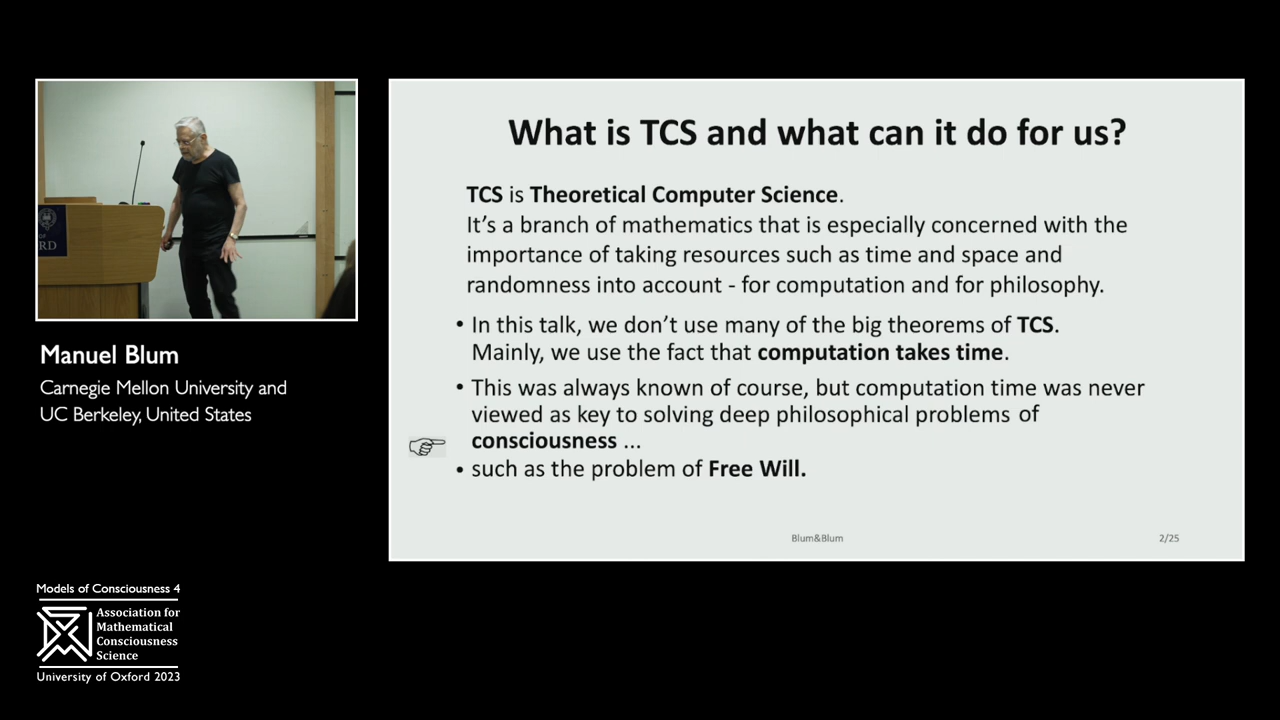 What is TCS and what can it do for us?
TCS is Theoretical Computer Science.
It's a branch of mathematics that is especially concerned with the
importance of taking resources such as time and space and
randomness into account - for computation and for philosophy.
• In this talk, we don't use many of the big theorems of TCS.
Mainly, we use the fact that computation takes time.
• This was always known of course, but computation time was never
viewed as key to solving deep philosophical problems of
consciousness ...
• such as the problem of Free Will.
Blum&Blum
2/25
OF
RD
Manuel Blum
Carnegie Mellon University and
UC Berkeley, United States
Models of Consciousness 4
Association for
Mathematical
Consciousness
Science
University of Oxford 2023